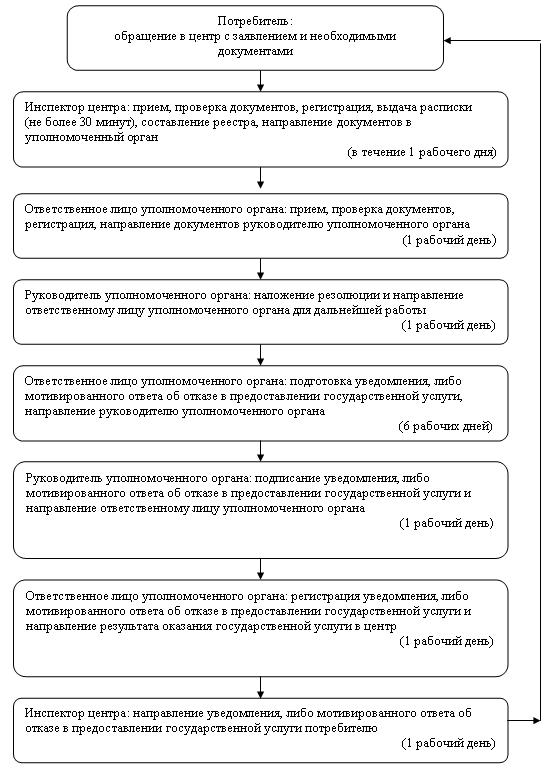 Потребитель:
обращение в центр с заявлением и необходимыми
документами
Инспектор центра: прием, проверка документов, регистрация, выдача расписки
(не более 30 минут), составление реестра, направление документов в
уполномоченный орган
(в течение 1 рабочего дня)
Ответственное лицо уполномоченного органа: прием, проверка документов,
регистрация, направление документов руководителю уполномоченного органа
(1 рабочий день)
Руководитель уполномоченного органа: наложение резолюции и направление
ответственному лицу уполномоченного органа для дальнейшей работы
(1 рабочий день)
Ответственное лицо уполномоченного органа: подготовка уведомления, либо
мотивированного ответа об отказе в предоставлении государственной услуги,
направление руководителю уполномоченного органа
(6 рабочих дней)
Руководитель уполномоченного органа: подписание уведомления, либо
мотивированного ответа об отказе в предоставлении государственной услуги и
направление ответственному лицу уполномоченного органа
(1 рабочий день)
Ответственное лицо уполномоченного органа: регистрация уведомления, либо
мотивированного ответа об отказе в предоставлении государственной услуги и
направление результата оказания государственной услуги в центр
(1 рабочий день)
Инспектор центра: направление уведомления, либо мотивированного ответа об
отказе в предоставлении государственной услуги потребителю
(1 рабочий день)